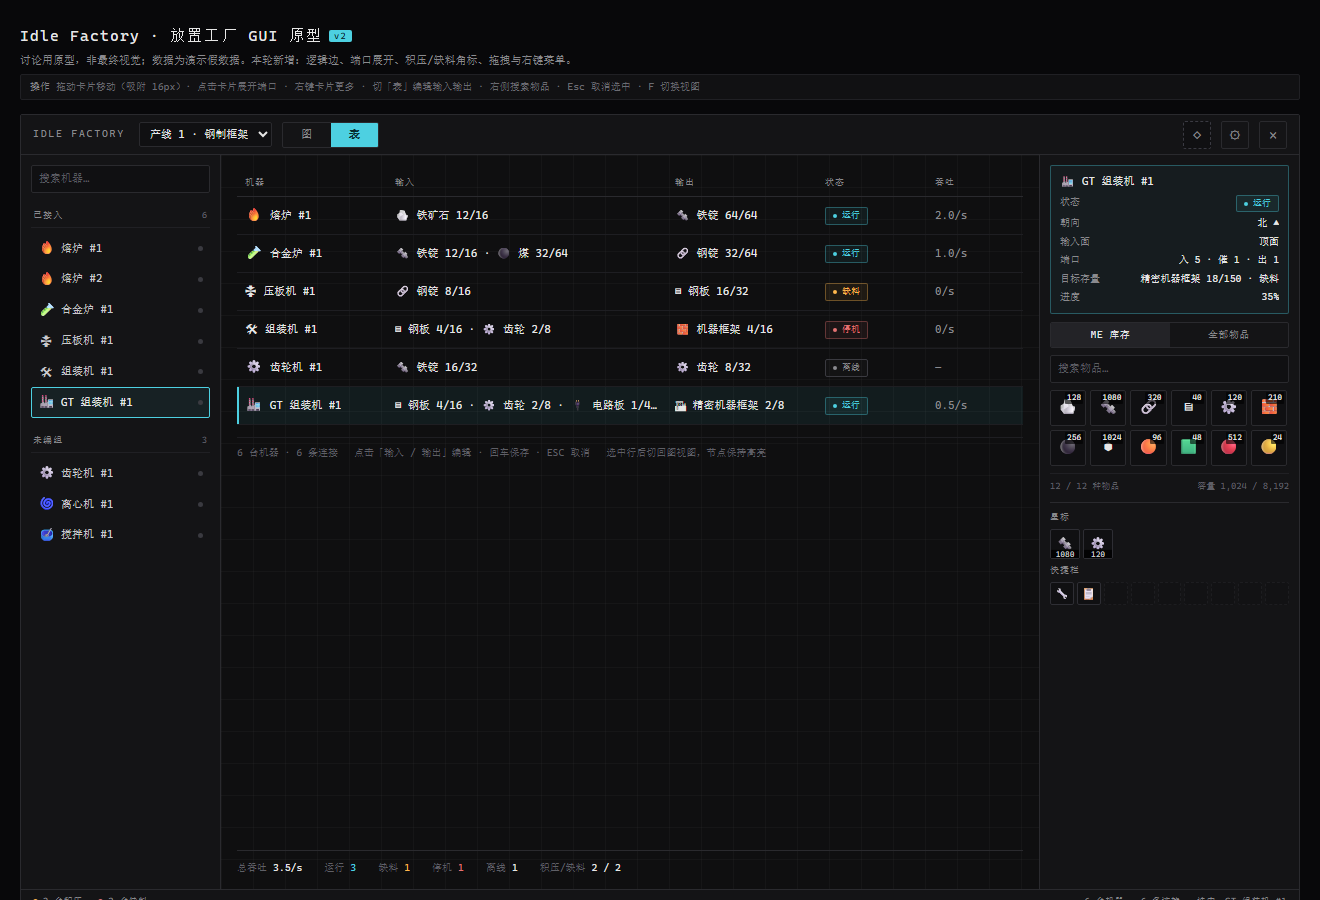 Idle Factory · 放置工厂 GUI 原型 v2
讨论用原型，非最终视觉；数据为演示假数据。本轮新增：逻辑边、端口展开、积压/缺料角标、拖拽与右键菜单。
操作 拖动卡片移动（吸附 16px） · 点击卡片展开端口 · 右键卡片更多 · 切「表」编辑输入输出 · 右侧搜索物品 · Esc 取消选中 · F 切换视图
IDLE FACTORY 产线 1 · 钢制框架 图 表
搜索机器…
已接入 6
熔炉 #1
熔炉 #2
合金炉 #1
压板机 #1
组装机 #1
GT 组装机 #1
未编组 3
齿轮机 #1
离心机 #1
搅拌机 #1
机器 输入 输出 状态 吞吐
熔炉 #1 铁矿石 12/16 铁锭 64/64 运行 2.0/s
合金炉 #1 铁锭 12/16 · 煤 32/64 钢锭 32/64 运行 1.0/s
压板机 #1 钢锭 8/16 钢板 16/32 缺料 0/s
组装机 #1 钢板 4/16 · 齿轮 2/8 机器框架 4/16 停机 0/s
齿轮机 #1 铁锭 16/32 齿轮 8/32 离线 —
GT 组装机 #1 钢板 4/16 · 齿轮 2/8 · 电路板 1/4… 精密机器框架 2/8 运行 0.5/s
6 台机器 · 6 条连接 点击「输入 / 输出」编辑 · 回车保存 · ESC 取消 选中行后切回图视图，节点保持高亮
总吞吐 3.5/s 运行 3 缺料 1 停机 1 离线 1 积压/缺料 2 / 2
GT 组装机 #1
状态 运行
朝向 北 ▲
输入面 顶面
端口 入 5 · 催 1 · 出 1
目标存量 精密机器框架 18/150 · 缺料
进度 35%
ME 库存 全部物品
搜索物品…
128 1080 320 40 120 210
256 1024 96 48 512 24
12 / 12 种物品 容量 1,024 / 8,192
星标
1080 120
快捷栏